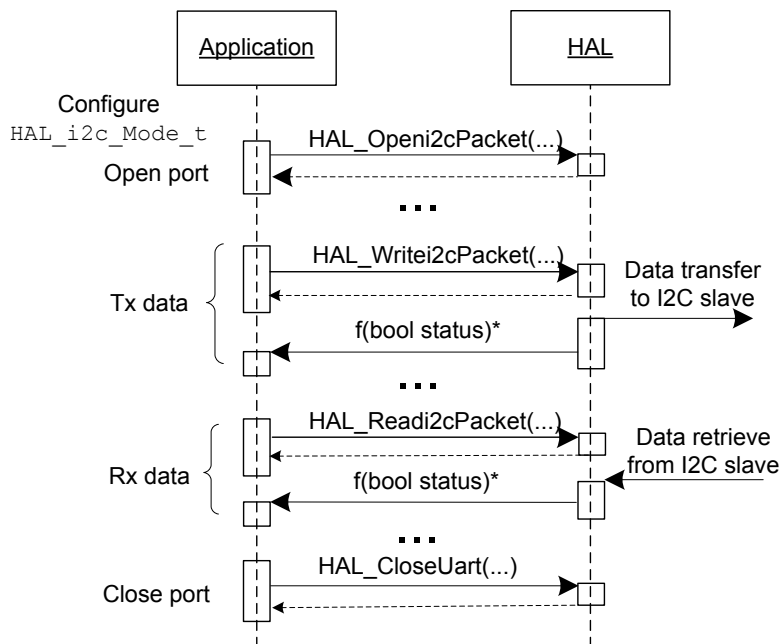 Application
HAL
Configure
HAL_i2c_Mode_t
HAL_Openi2cPacket(...)
Open port
...
HAL_Writei2cPacket(...)
Data transfer
to I2C slave
Tx data
f(bool status)*
...
HAL_Readi2cPacket(...)
Data retrieve
from I2C slave
Rx data
f(bool status)*
...
HAL_CloseUart(...)
Close port